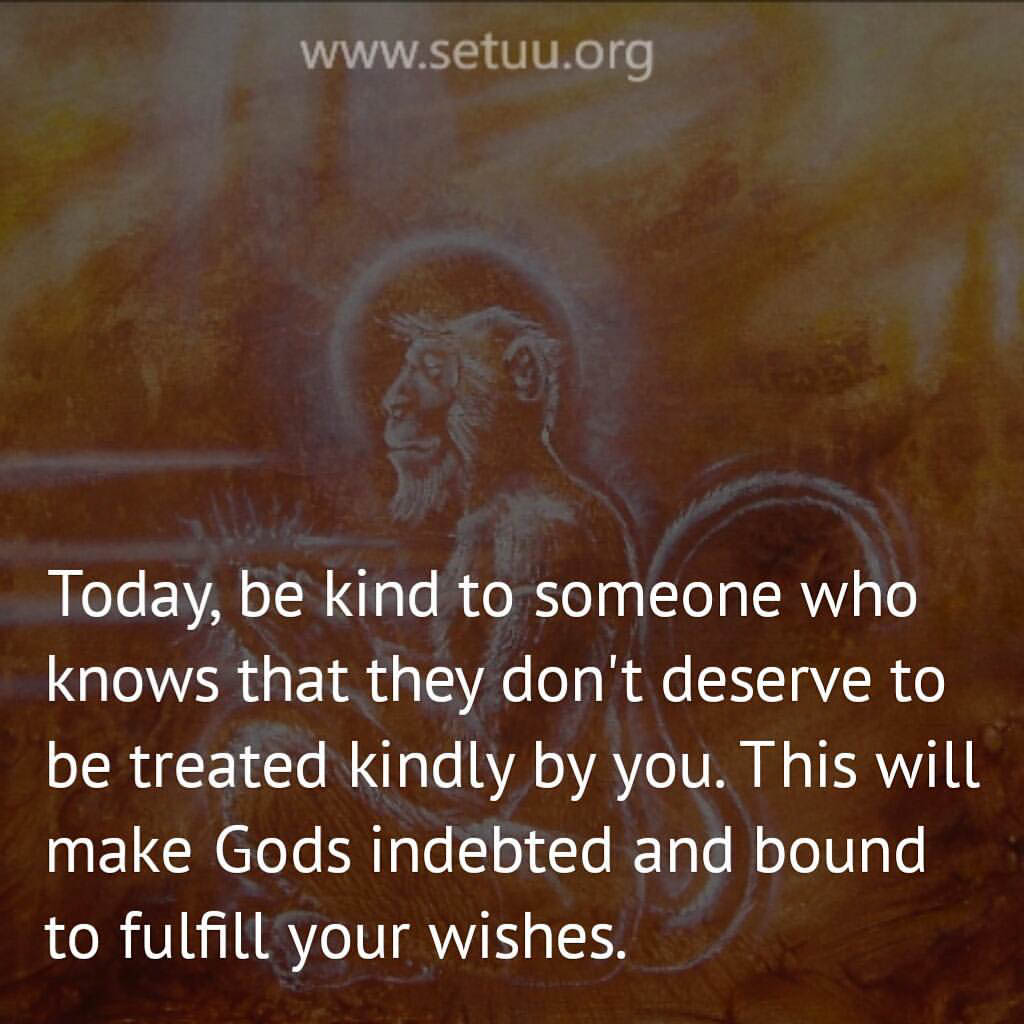 www.setuu.org
Today, be kind to someone who
knows that they don't deserve to
be treated kindly by you. This will
make Gods indebted and bound
to fulfill your wishes.